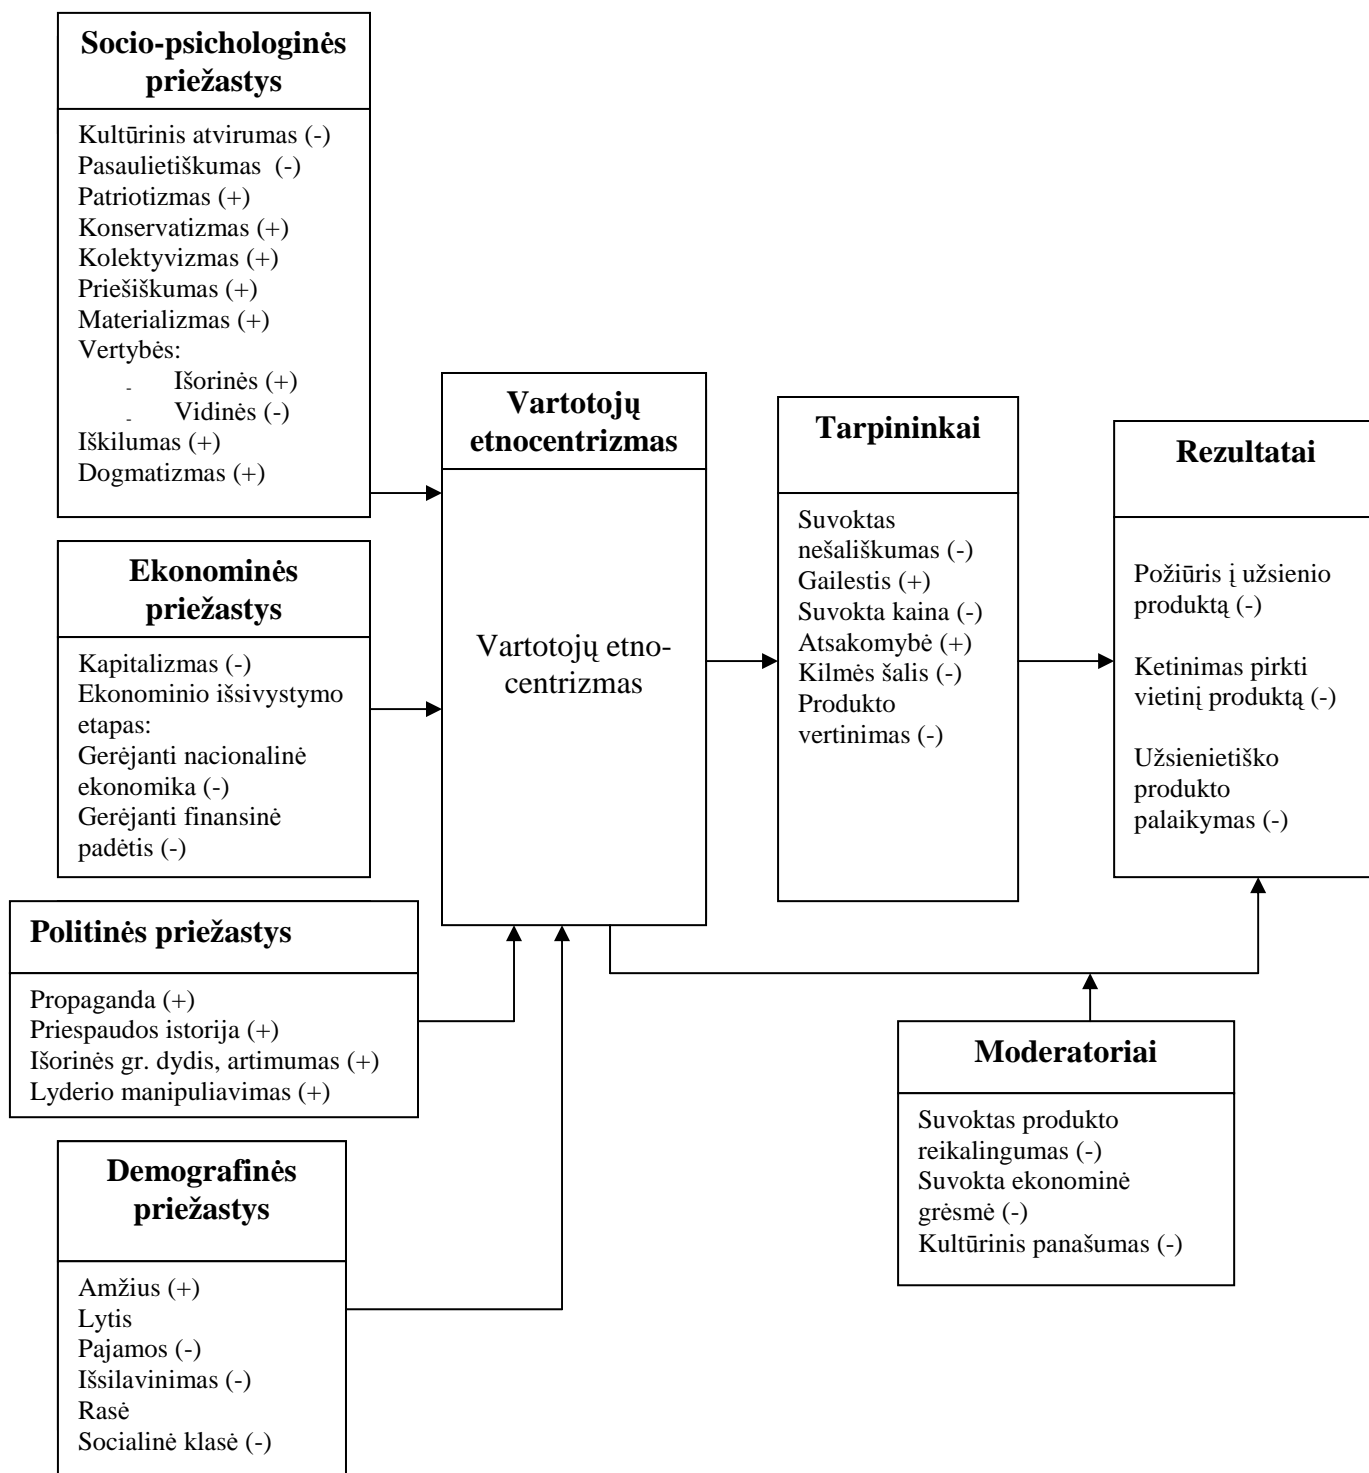 Socio-psichologinės
priežastys
Kultūrinis atvirumas (-)
Pasaulietiškumas (-)
Patriotizmas (+)
Konservatizmas (+)
Kolektyvizmas (+)
Priešiškumas (+)
Materializmas (+)
Vertybės:
- Išorinės (+)
- Vidinės (-)
Iškilumas (+)
Dogmatizmas (+)
Ekonominės
priežastys
Kapitalizmas (-)
Ekonominio išsivystymo
etapas:
Gerėjanti nacionalinė
ekonomika (-)
Gerėjanti finansinė
padėtis (-)
Politinės priežastys
Propaganda (+)
Priespaudos istorija (+)
Išorinės gr. dydis, artimumas (+)
Lyderio manipuliavimas (+)
Demografinės
priežastys
Amžius (+)
Lytis
Pajamos (-)
Išsilavinimas (-)
Rasė
Socialinė klasė (-)
Vartotojų
etnocentrizmas
Vartotojų etno-
centrizmas
Tarpininkai
Suvoktas
nešališkumas (-)
Gailestis (+)
Suvokta kaina (-)
Atsakomybė (+)
Kilmės šalis (-)
Produkto
vertinimas (-)
Rezultatai
Požiūris į užsienio
produktą (-)
Ketinimas pirkti
vietinį produktą (-)
Užsienietiško
produkto
palaikymas (-)
Moderatoriai
Suvoktas produkto
reikalingumas (-)
Suvokta ekonominė
grėsmė (-)
Kultūrinis panašumas (-)